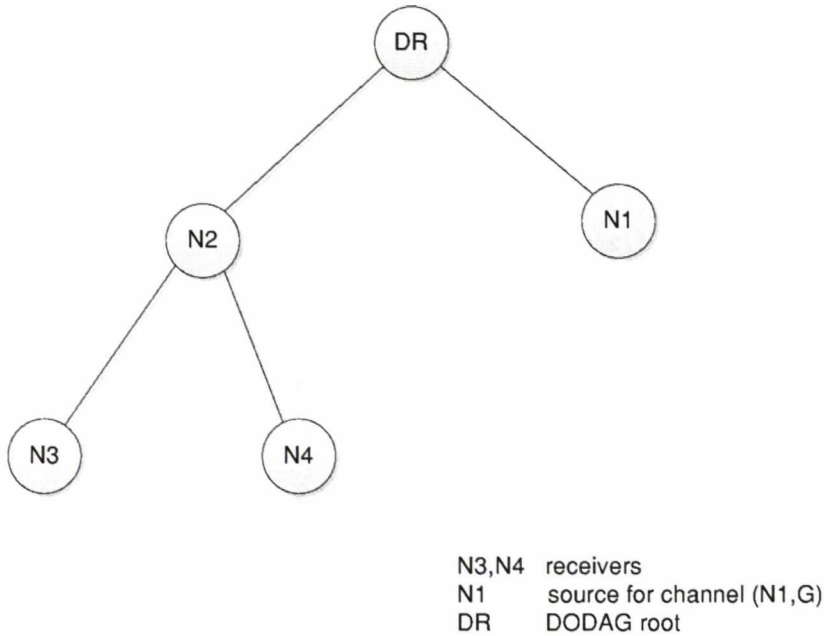 DR
N2
N1
N3
N4
N3,N4 receivers
N1 source for channel (N1,G)
DR DODAG root